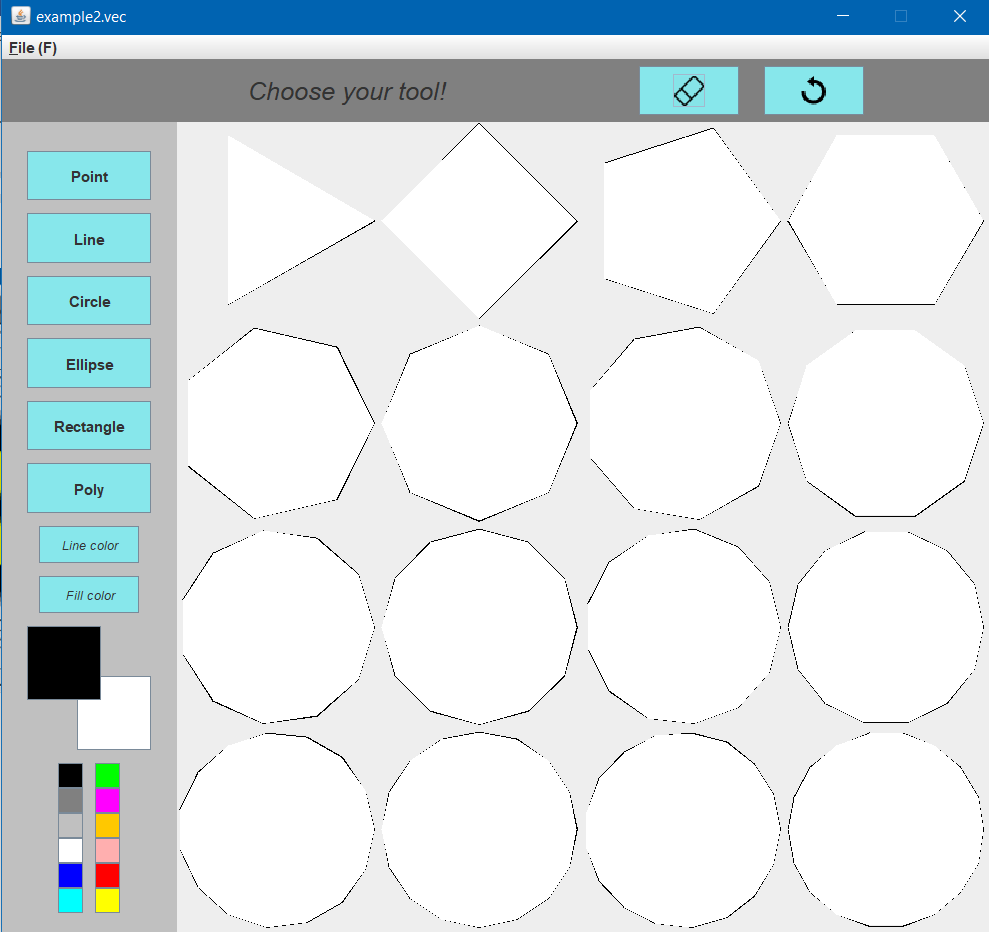 example2.vec
File (F)
Choose your tool!
Point
Line
Circle
Ellipse
Rectangle
Poly
Line color
Fill color